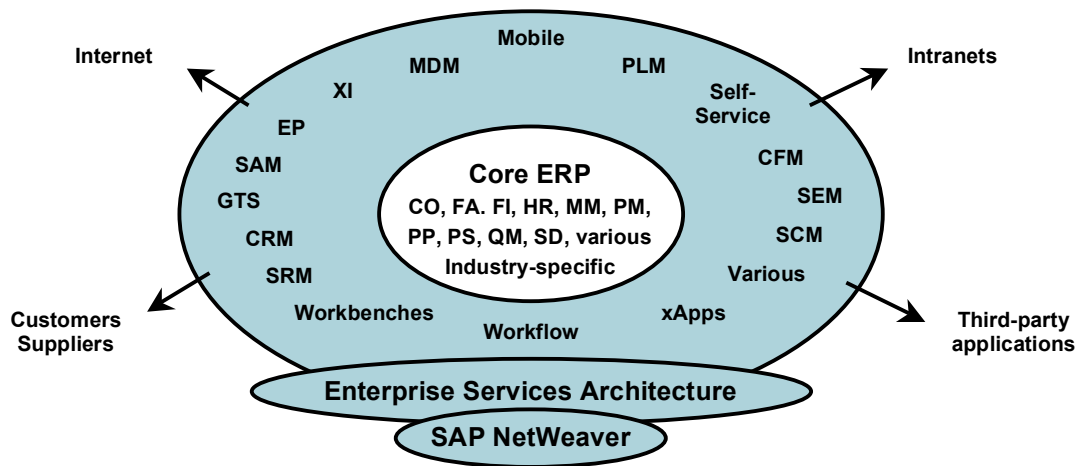 Mobile
Internet
Intranets
MDM
PLM
XI
Self-
Service
EP
SAM
CFM
Core ERP
GTS
SEM
CO, FA. FI, HR, MM, PM,
CRM
SCM
PP, PS, QM, SD, various
SRM
Various
Industry-specific
Workbenches
xApps
Workflow
Customers
Suppliers
Third-party
applications
Enterprise Services Architecture
SAP NetWeaver